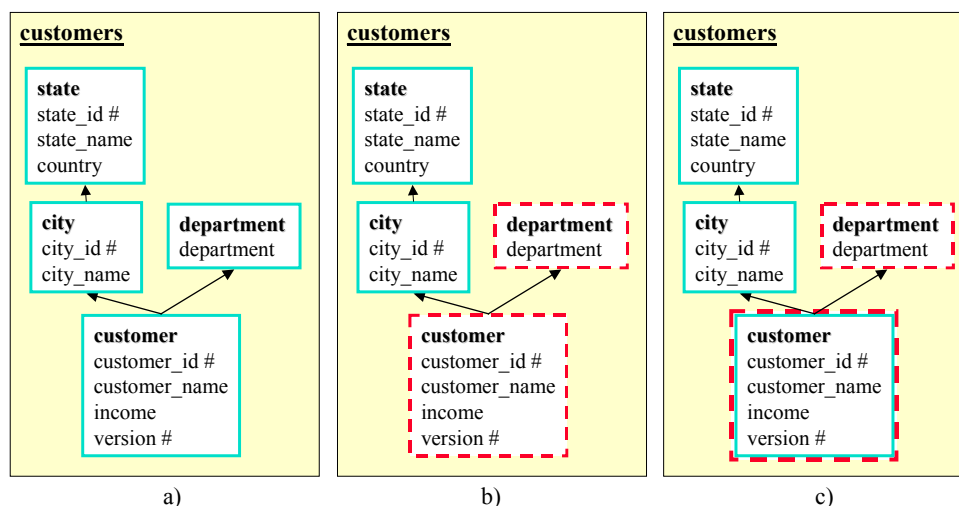 customers
state
state_id #
state_name
country
city
city_id #
city_name
department
department
customer
customer_id #
customer_name
income
version #
a)
customers
state
state_id #
state_name
country
city
city_id #
city_name
department
department
customer
customer_id #
customer_name
income
version #
b)
customers
state
state_id #
state_name
country
city
city_id #
city_name
department
department
customer
customer_id #
customer_name
income
version #
c)